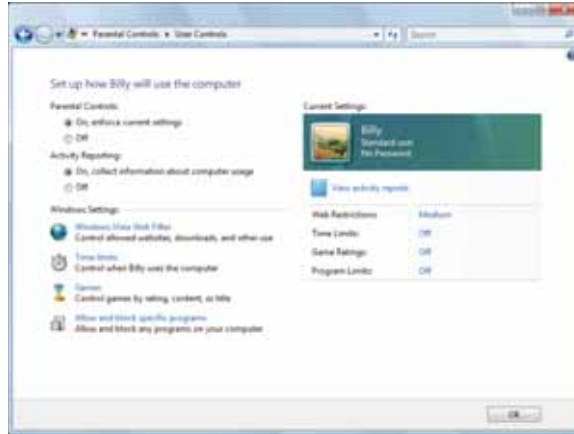 Parental Controls ▸ User Controls
Search
Set up how Billy will use the computer
Parental Controls:
On, enforce current settings
Off
Activity Reporting:
On, collect information about computer usage
Off
Windows Settings:
Windows Vista Web Filter
Control allowed websites, downloads, and other use
Time limits
Control when Billy uses the computer
Games
Control games by rating, content, or title
Allow and block specific programs
Allow and block any programs on your computer
Current Settings:
Billy
Standard user
No Password
View activity reports
Web Restrictions: Medium
Time Limits: Off
Game Ratings: Off
Program Limits: Off
OK